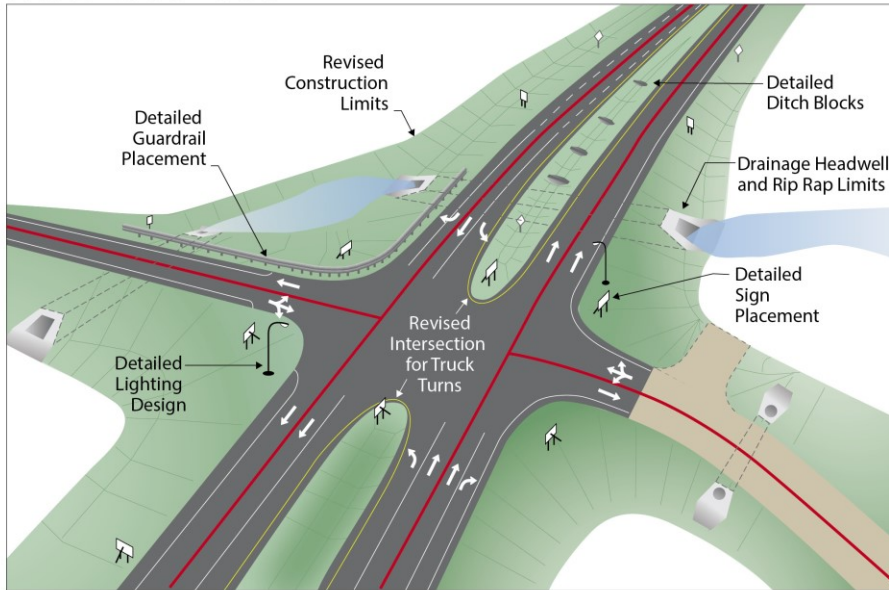 Revised
Construction
Limits
Detailed
Guardrail
Placement
Detailed
Ditch Blocks
Drainage Headwell
and Rip Rap Limits
Detailed
Sign
Placement
Revised
Intersection
for Truck
Turns
Detailed
Lighting
Design